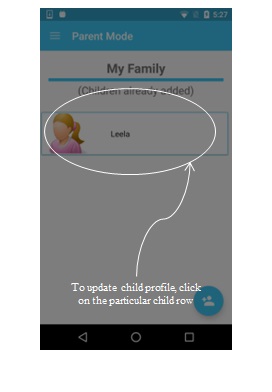 5:27
Parent Mode
My Family
(Children already added)
Leela
To update child profile, click
on the particular child row